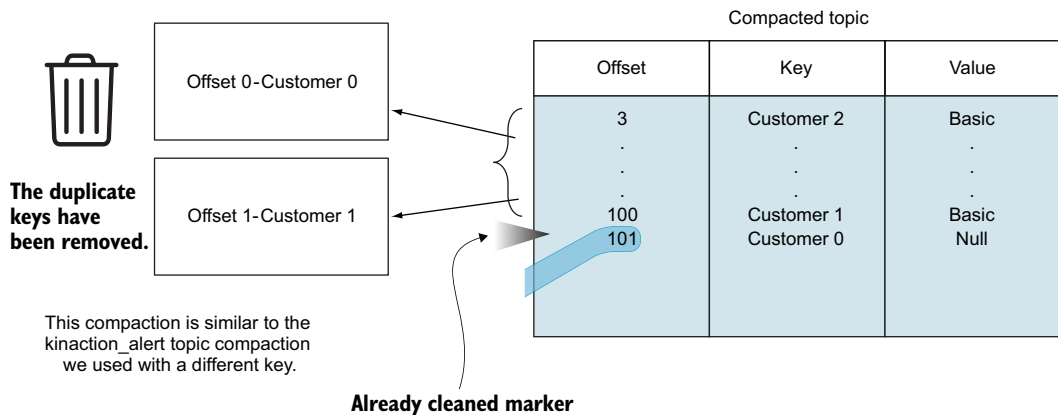 Compacted topic
Offset Key Value
Offset 0-Customer 0
3 Customer 2 Basic
. . .
. . .
. . .
The duplicate
keys have
been removed.
Offset 1-Customer 1
100 Customer 1 Basic
101 Customer 0 Null
This compaction is similar to the
kinaction_alert topic compaction
we used with a different key.
Already cleaned marker